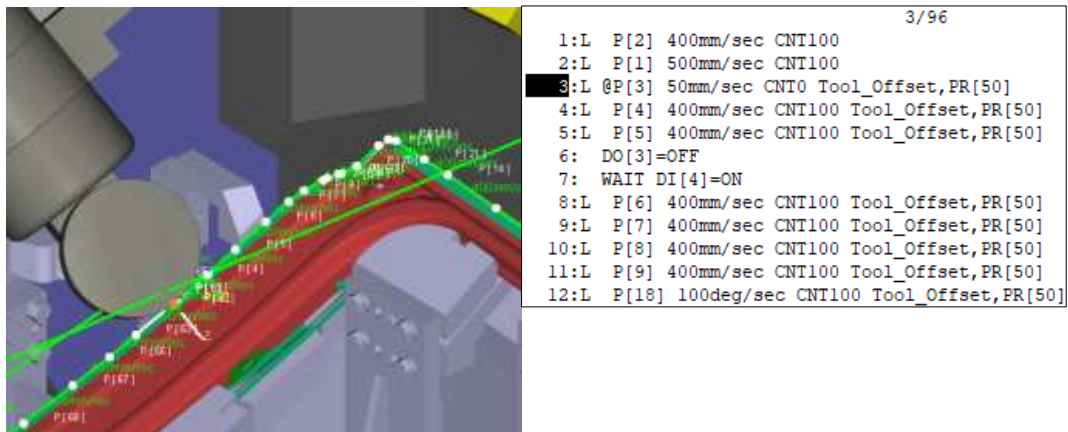 3/96
1:L P[2] 400mm/sec CNT100
2:L P[1] 500mm/sec CNT100
3:L @P[3] 50mm/sec CNT0 Tool_Offset,PR[50]
4:L P[4] 400mm/sec CNT100 Tool_Offset,PR[50]
5:L P[5] 400mm/sec CNT100 Tool_Offset,PR[50]
6: DO[3]=OFF
7: WAIT DI[4]=ON
8:L P[6] 400mm/sec CNT100 Tool_Offset,PR[50]
9:L P[7] 400mm/sec CNT100 Tool_Offset,PR[50]
10:L P[8] 400mm/sec CNT100 Tool_Offset,PR[50]
11:L P[9] 400mm/sec CNT100 Tool_Offset,PR[50]
12:L P[18] 100deg/sec CNT100 Tool_Offset,PR[50]
P[5]
P[4]
P[66]
P[67]
P[68]